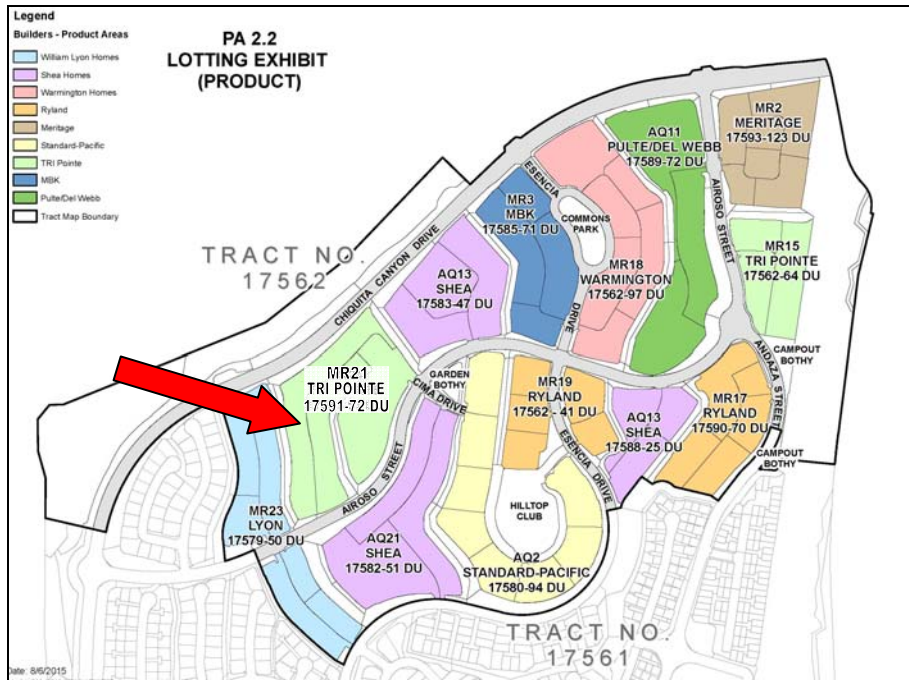 Legend
Builders - Product Areas
William Lyon Homes
Shea Homes
Warmington Homes
Ryland
Meritage
Standard-Pacific
TRI Pointe
MBK
Pulte/Del Webb
Tract Map Boundary
PA 2.2
LOTTING EXHIBIT
(PRODUCT)
MR2
MERITAGE
17593-123 DU
AQ11
PULTE/DEL WEBB
17589-72 DU
ESENCIA
MR3
MBK
17585-71 DU
COMMONS
PARK
AIROSO STREET
MR15
TRI POINTE
17562-64 DU
TRACT NO.
17562
CHIQUITA CANYON DRIVE
AQ13
SHEA
17583-47 DU
MR18
WARMINGTON
17562-97 DU
DRIVE
ANDAZA STREET
CAMPOUT
BOTHY
MR21
TRI POINTE
17591-72 DU
GARDEN
BOTHY
CIMA DRIVE
MR19
RYLAND
17562 - 41 DU
MR17
RYLAND
17590-70 DU
AQ13
SHEA
17588-25 DU
AIROSO STREET
ESENCIA DRIVE
CAMPOUT
BOTHY
MR23
LYON
17579-50 DU
HILLTOP
CLUB
AQ21
SHEA
17582-51 DU
AQ2
STANDARD-PACIFIC
17580-94 DU
TRACT NO.
17561
Date: 8/6/2015